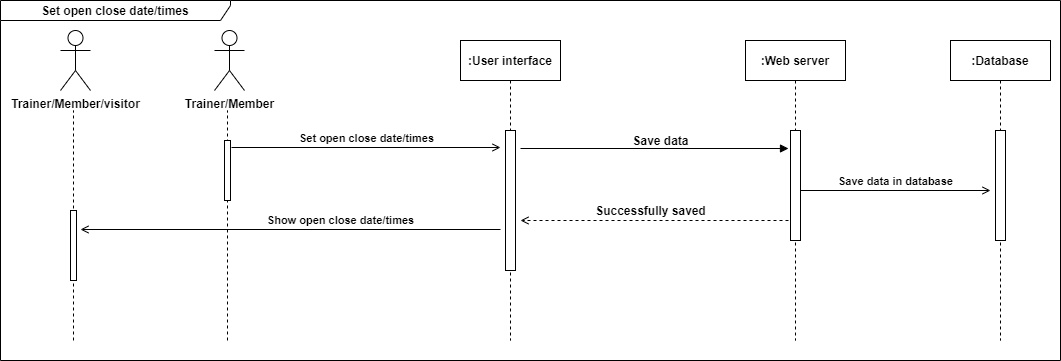 Set open close date/times
Trainer/Member/visitor
Trainer/Member
:User interface
:Web server
:Database
Set open close date/times
Save data
Save data in database
Successfully saved
Show open close date/times